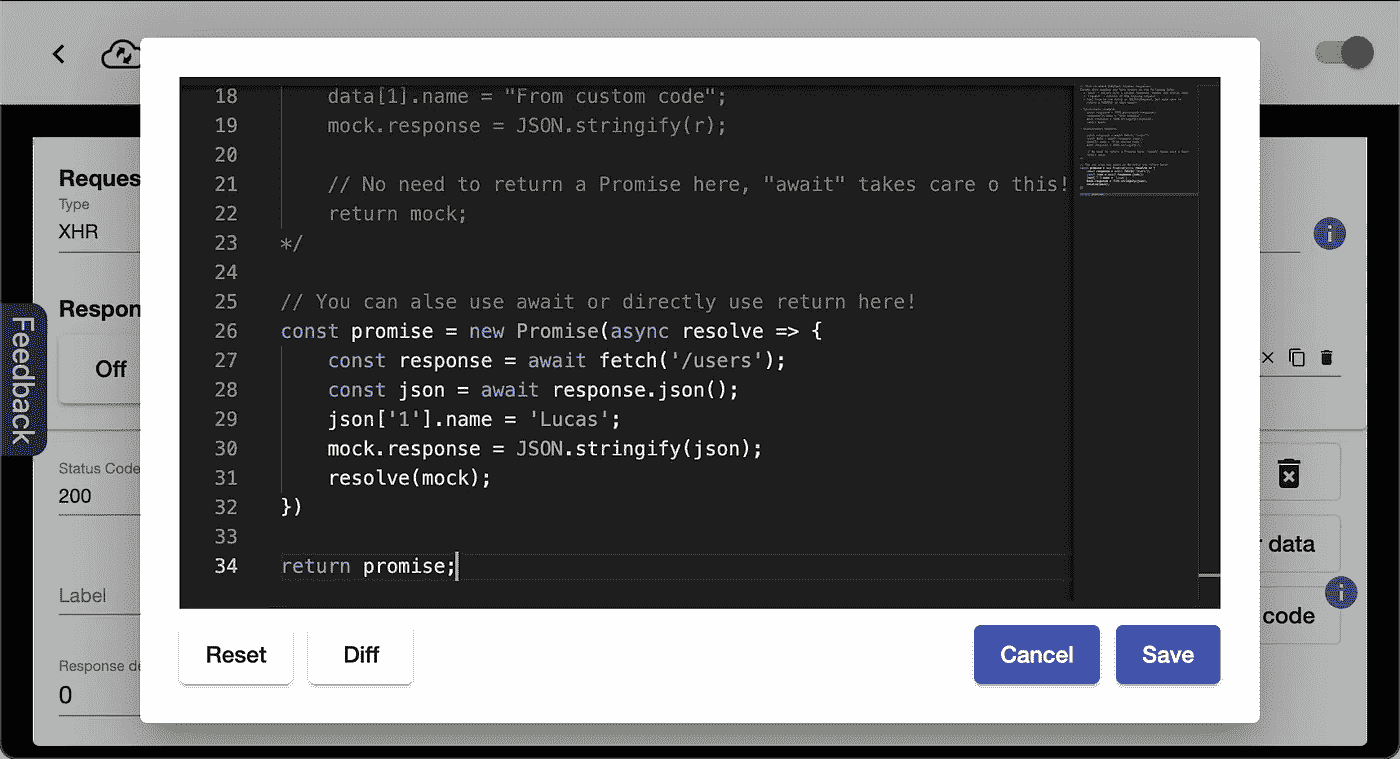 Reques
Type
XHR
Respon
Off
Feedback
Status Code
200
Label
Response de
0
18 data[1].name = "From custom code";
19 mock.response = JSON.stringify(r);
20
21 // No need to return a Promise here, "await" takes care o this!
22 return mock;
23 */
24
25 // You can alse use await or directly use return here!
26 const promise = new Promise(async resolve => {
27 const response = await fetch('/users');
28 const json = await response.json();
29 json['1'].name = 'Lucas';
30 mock.response = JSON.stringify(json);
31 resolve(mock);
32 })
33
34 return promise;
Reset
Diff
Cancel
Save
data
code